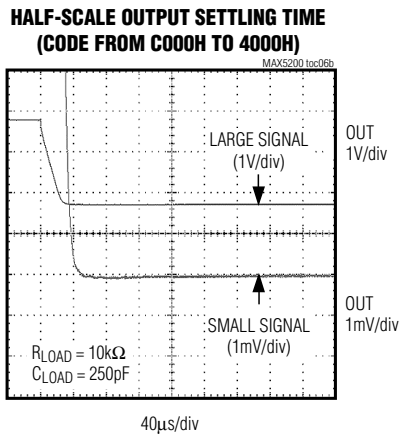 HALF-SCALE OUTPUT SETTLING TIME
(CODE FROM C000H TO 4000H)
MAX5200 toc06b
LARGE SIGNAL
(1V/div)
OUT
1V/div
SMALL SIGNAL
(1mV/div)
OUT
1mV/div
RLOAD = 10kΩ
CLOAD = 250pF
40µs/div